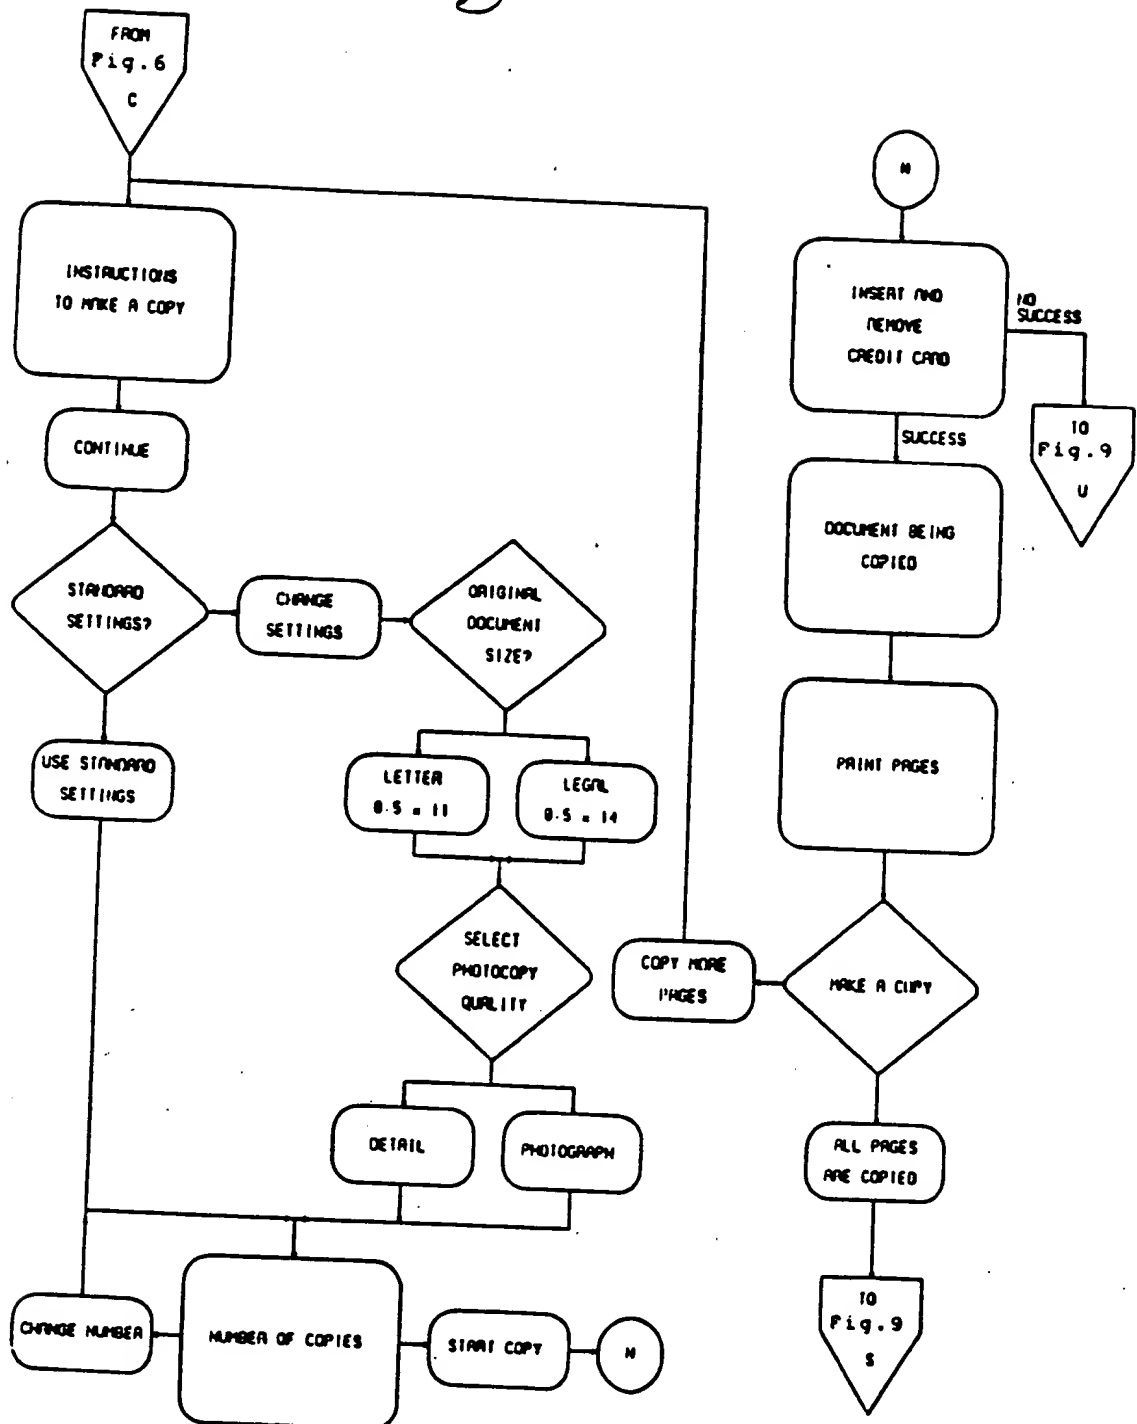 FROM
Fig.6
C
INSTRUCTIONS
TO MAKE A COPY
CONTINUE
STANDARD
SETTINGS?
CHANGE
SETTINGS
ORIGINAL
DOCUMENT
SIZE?
USE STANDARD
SETTINGS
LETTER
8.5 x 11
LEGAL
8.5 x 14
SELECT
PHOTOCOPY
QUALITY
DETAIL
PHOTOGRAPH
CHANGE NUMBER
NUMBER OF COPIES
START COPY
N
N
INSERT AND
REMOVE
CREDIT CARD
NO
SUCCESS
TO
Fig.9
U
SUCCESS
DOCUMENT BEING
COPIED
PRINT PAGES
MAKE A COPY
COPY MORE
PAGES
ALL PAGES
ARE COPIED
TO
Fig.9
S